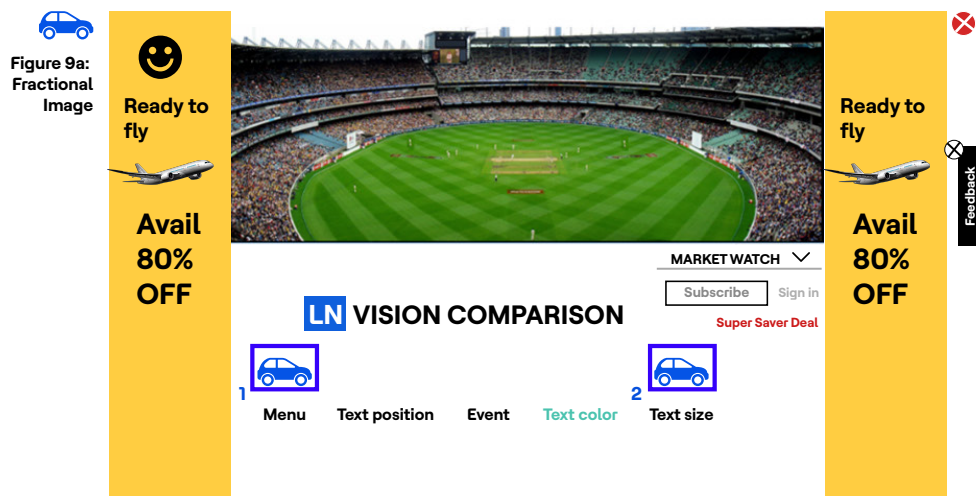 Figure 9a:
Fractional
Image
Ready to
fly
Avail
80%
OFF
MARKET WATCH
Subscribe Sign in
Super Saver Deal
LN VISION COMPARISON
1
2
Menu Text position Event Text color Text size
Ready to
fly
Avail
80%
OFF
Feedback